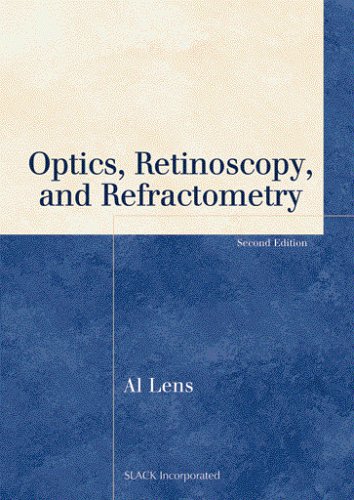 Optics, Retinoscopy,
and Refractometry
Second Edition
Al Lens
SLACK Incorporated